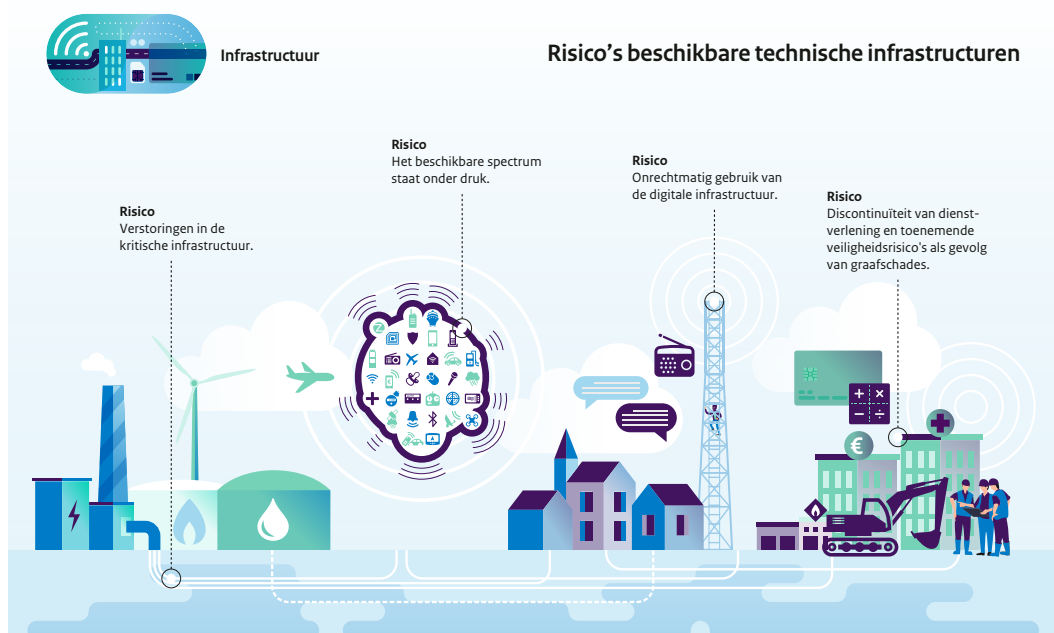 Infrastructuur
Risico's beschikbare technische infrastructuren
Risico
Verstoringen in de
kritische infrastructuur.
Risico
Het beschikbare spectrum
staat onder druk.
Risico
Onrechtmatig gebruik van
de digitale infrastructuur.
Risico
Discontinuïteit van dienst-
verlening en toenemende
veiligheidsrisico's als gevolg
van graafschades.